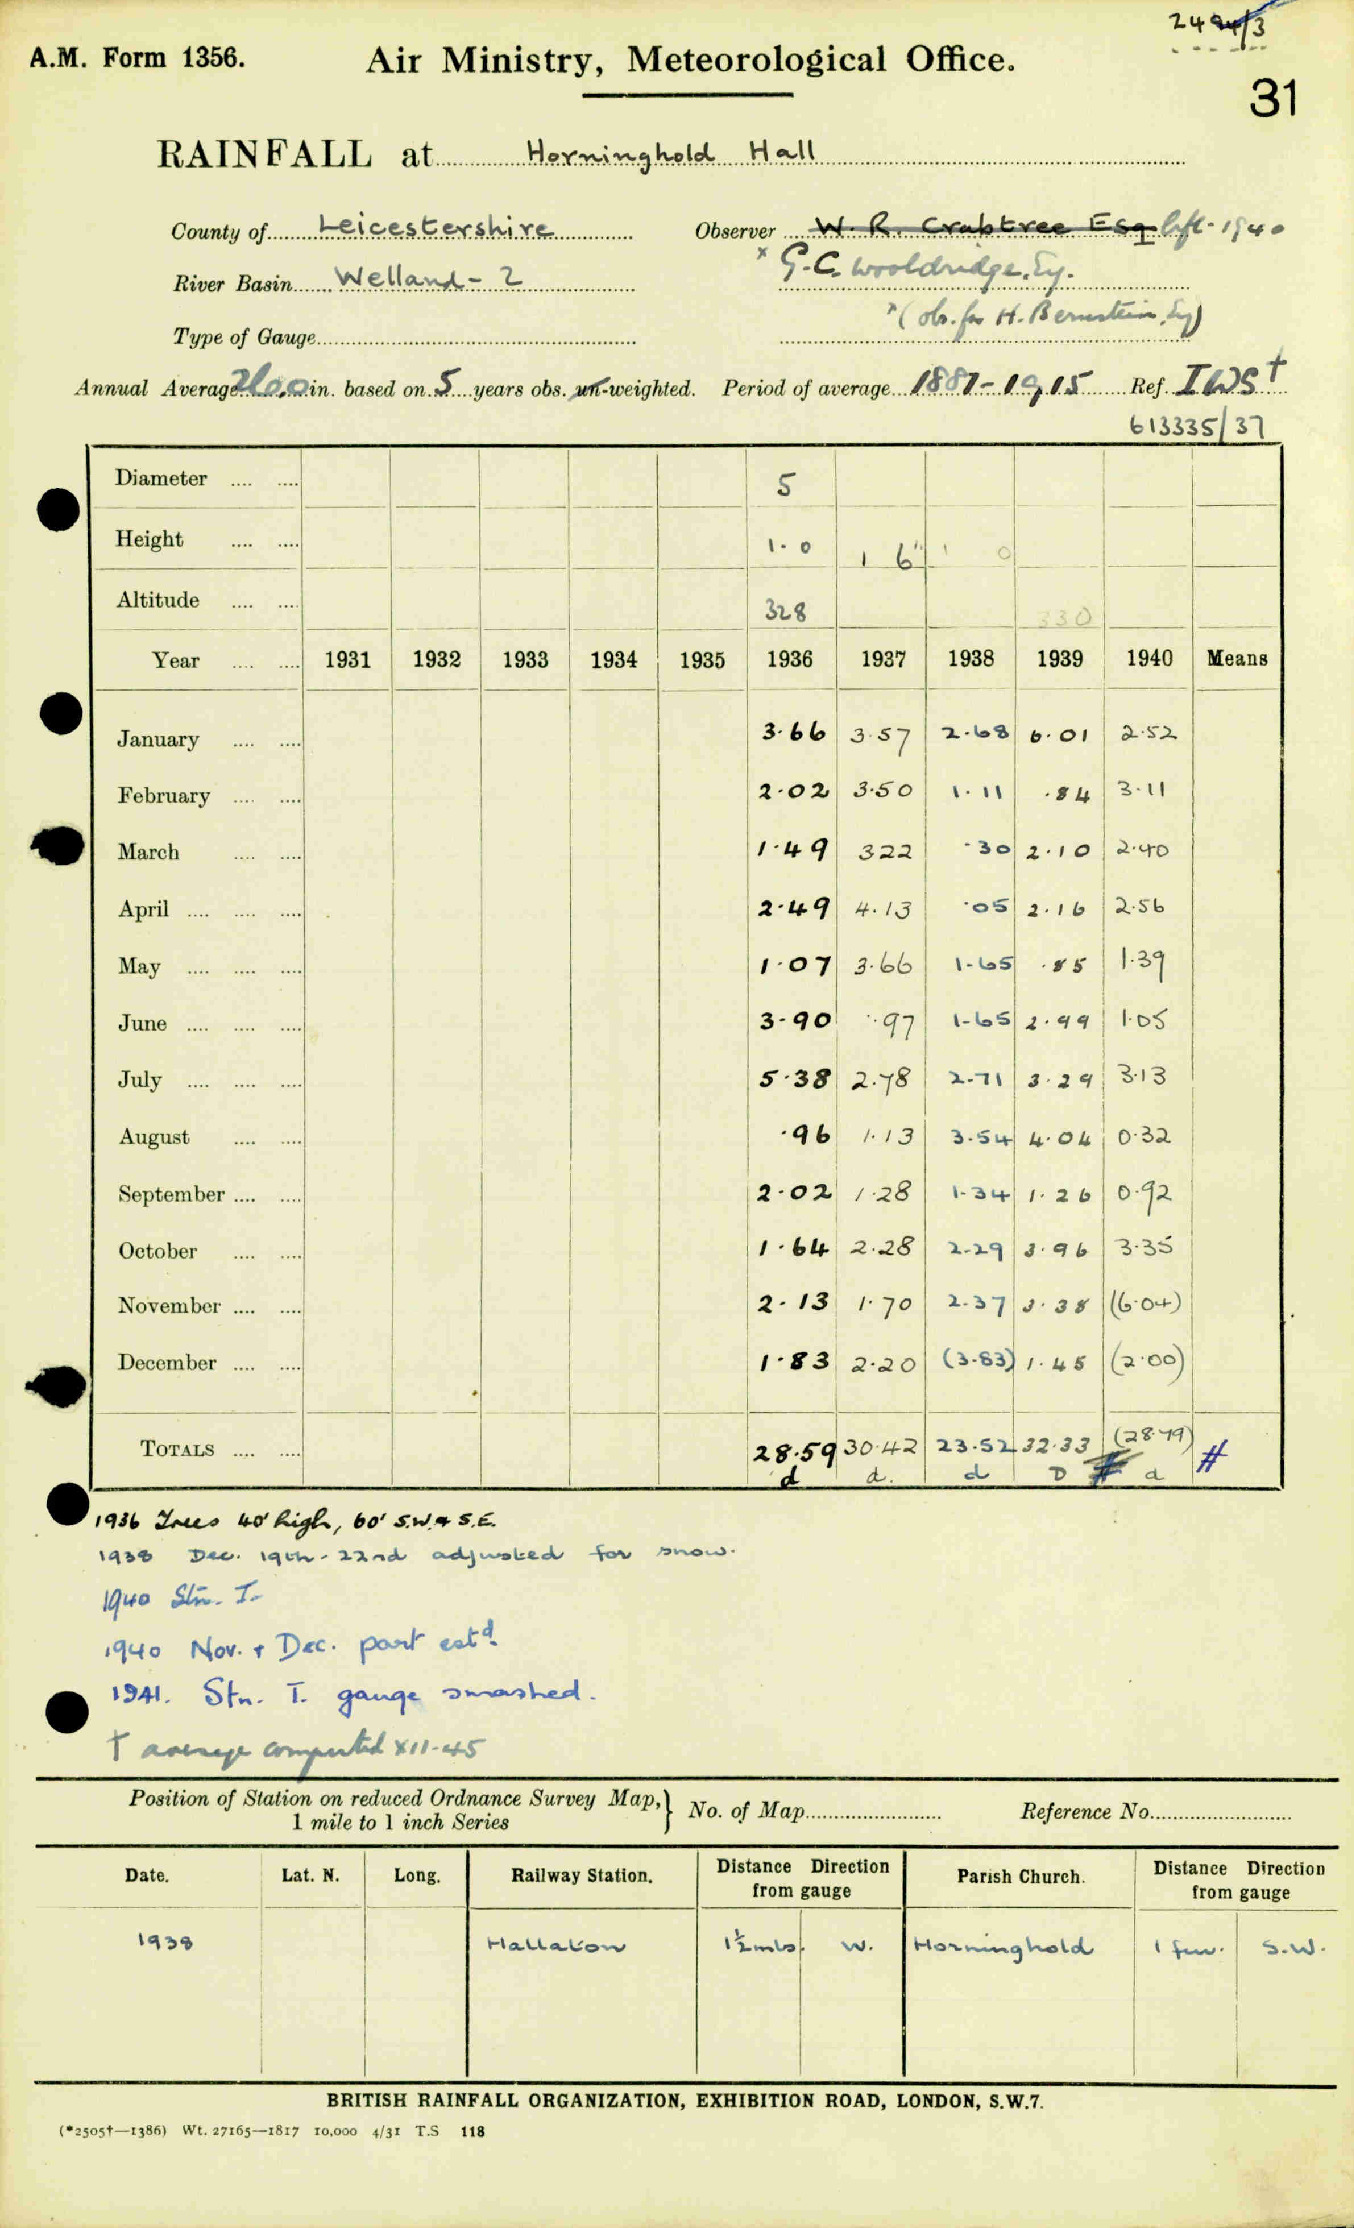 24 /3
A.M. Form 1356. Air Ministry, Meteorological Office.
31
RAINFALL at Horninghold Hall
County of Leicestershire Observer W. R. Crabtree Esq left 1940
x G. C. Wooldridge, Esq.
River Basin Welland - 2
x (obs. for H. Bernstein, Esq)
Type of Gauge
Annual Average in. based on 5 years obs. un-weighted. Period of average 1881-1915 Ref. IWS †
613335/37
Diameter .... .... 5
Height .... .... 1. 0 1 6" 1 0
Altitude .... .... 328 330
Year .... .... 1931 1932 1933 1934 1935 1936 1937 1938 1939 1940 Means
January .... .... 3.66 3.57 2.68 6.01 2.52
February .... .... 2.02 3.50 1.11 .84 3.11
March .... .... 1.49 322 .30 2.10 2.40
April .... .... .... 2.49 4.13 .05 2.16 2.56
May .... .... .... 1.07 3.66 1.65 .85 1.39
June .... .... .... 3.90 .97 1.65 2.99 1.05
July .... .... .... 5.38 2.78 2.71 3.29 3.13
August .... .... .96 1.13 3.54 4.04 0.32
September .... .... 2.02 1.28 1.34 1.26 0.92
October .... .... 1.64 2.28 2.29 3.96 3.35
November .... .... 2.13 1.70 2.37 3.38 (6.04)
December .... .... 1.83 2.20 (3.83) 1.45 (2.00)
TOTALS .... .... 28.59 30.42 23.52 32.33 (28.79) #
d d. d D # d
1936 Trees 40' high, 60' S.W. & S.E.
1938 Dec. 19th - 22nd adjusted for snow.
1940 Stn. T.
1940 Nov. + Dec. part estd.
1941. Stn. T. gauge smashed.
† average computed XII-45
Position of Station on reduced Ordnance Survey Map, 1 mile to 1 inch Series } No. of Map Reference No.
Date. Lat. N. Long. Railway Station. Distance Direction from gauge Parish Church. Distance Direction from gauge
1938 Hallaton 1½ mls. W. Horninghold 1 fur. S.W.
BRITISH RAINFALL ORGANIZATION, EXHIBITION ROAD, LONDON, S.W.7.
(*2505†—1386) Wt. 27165—1817 10,000 4/31 T.S 118